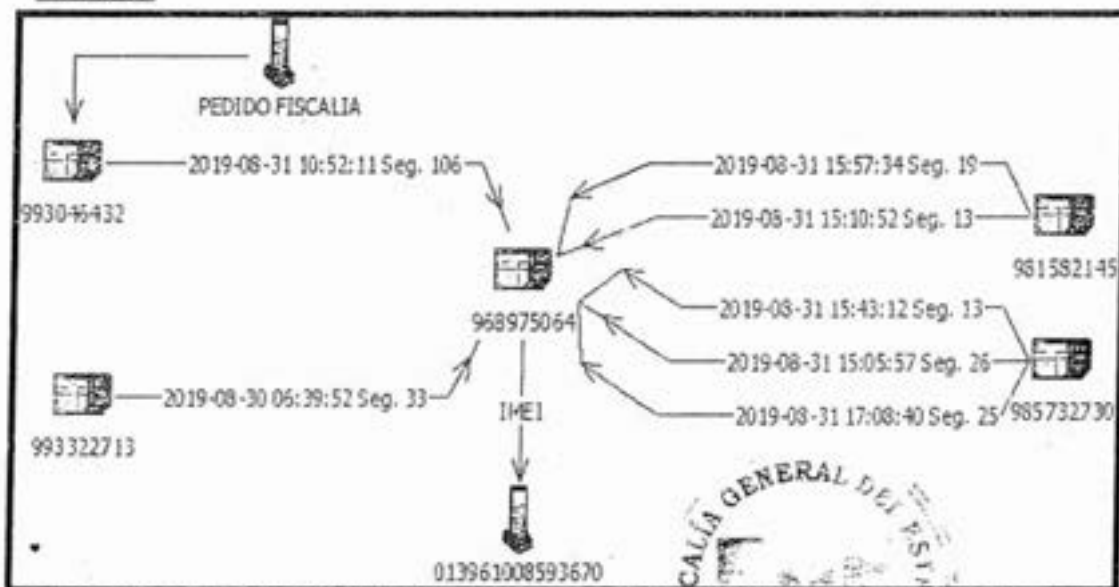 PEDIDO FISCALIA
2019-08-31 10:52:11 Seg. 106
2019-08-31 15:57:34 Seg. 19
993046432
2019-08-31 15:10:52 Seg. 13
981582145
968975064
2019-08-31 15:43:12 Seg. 13
2019-08-31 15:05:57 Seg. 26
2019-08-30 06:39:52 Seg. 33
IMEI
2019-08-31 17:08:40 Seg. 25
985732730
993322713
GENERAL DEL
013961008593670